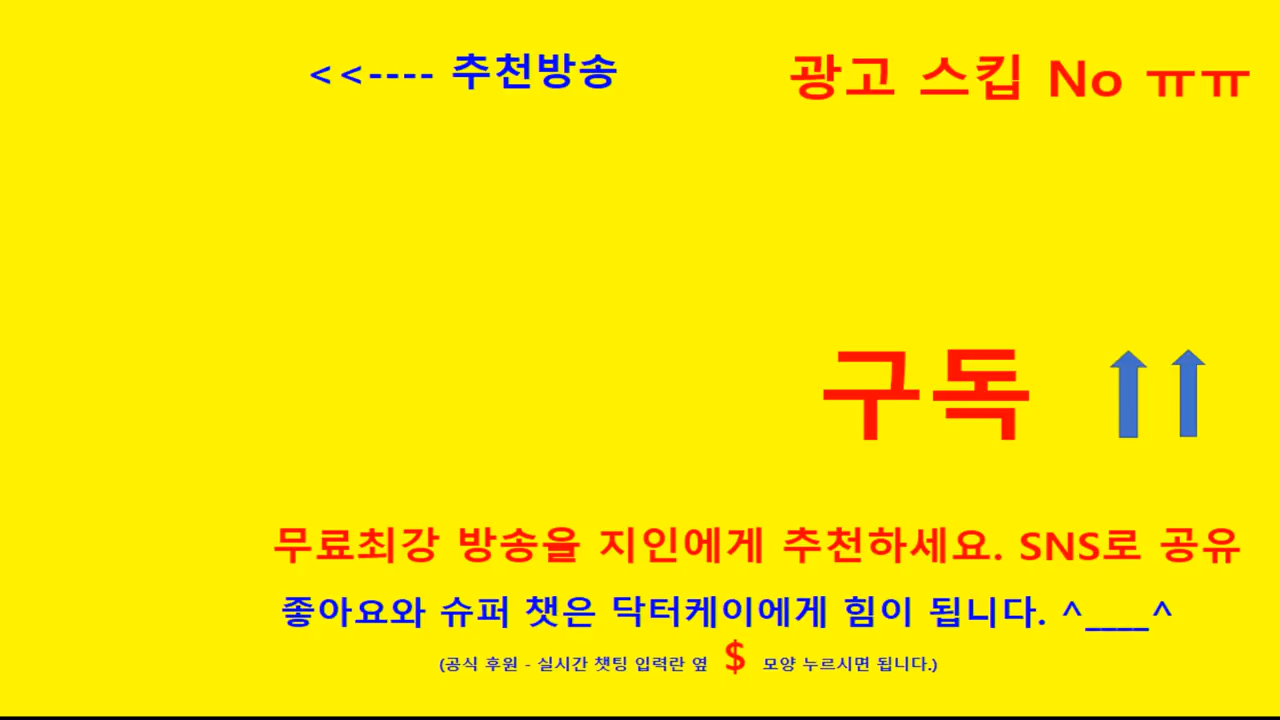 <<---- 추천방송
광고 스킵 No ㅠㅠ
구독
무료최강 방송을 지인에게 추천하세요. SNS로 공유
좋아요와 슈퍼 챗은 닥터케이에게 힘이 됩니다. ^____^
(공식 후원 - 실시간 챗팅 입력란 옆 $ 모양 누르시면 됩니다.)